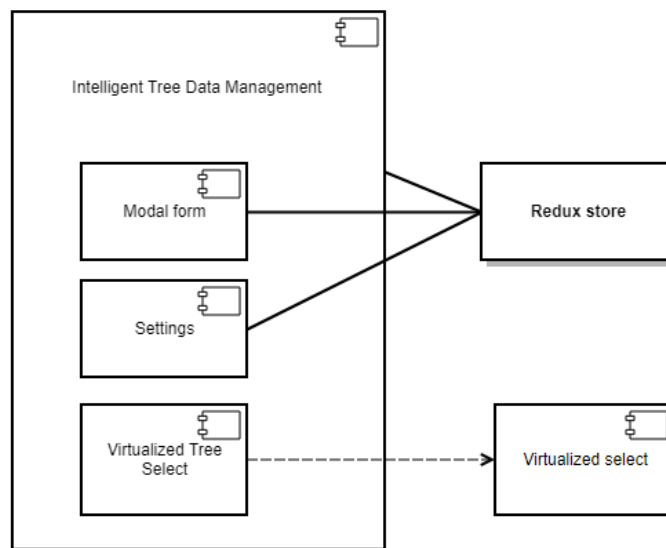 Intelligent Tree Data Management
Modal form
Redux store
Settings
Virtualized Tree
Select
Virtualized select